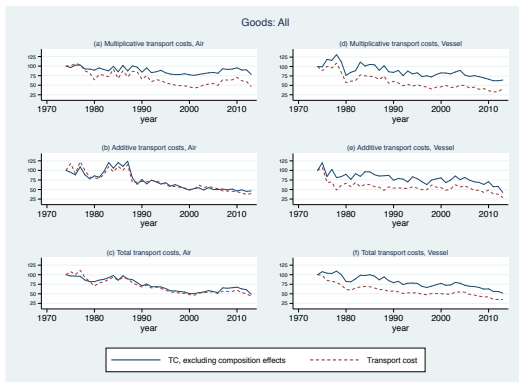 Goods: All
(a) Multiplicative transport costs, Air
125
100
75
50
25
1970 1980 1990 2000 2010
year
(d) Multiplicative transport costs, Vessel
125
100
75
50
25
1970 1980 1990 2000 2010
year
(b) Additive transport costs, Air
125
100
75
50
25
1970 1980 1990 2000 2010
year
(e) Additive transport costs, Vessel
125
100
75
50
25
1970 1980 1990 2000 2010
year
(c) Total transport costs, Air
125
100
75
50
25
1970 1980 1990 2000 2010
year
(f) Total transport costs, Vessel
125
100
75
50
25
1970 1980 1990 2000 2010
year
TC, excluding composition effects Transport cost